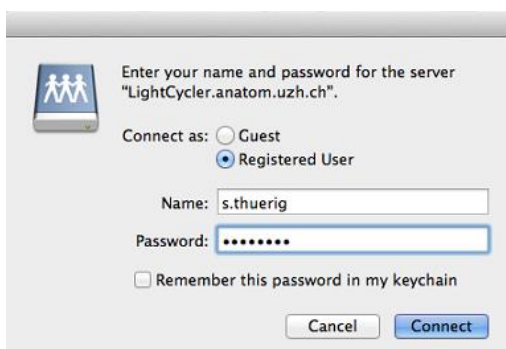 Enter your name and password for the server
"LightCycler.anatom.uzh.ch".
Connect as: Guest
Registered User
Name: s.thuerig
Password: ••••••••
Remember this password in my keychain
Cancel Connect